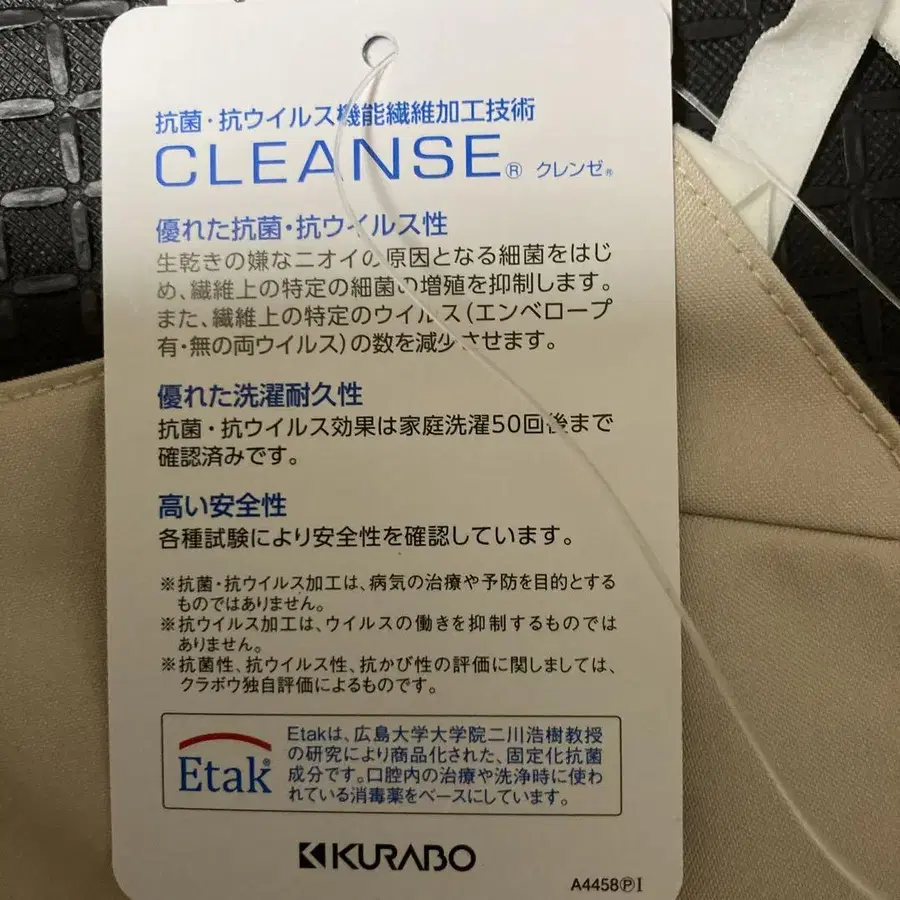 抗菌・抗ウイルス機能繊維加工技術
CLEANSE® クレンゼ®
優れた抗菌・抗ウイルス性
生乾きの嫌なニオイの原因となる細菌をはじ
め、繊維上の特定の細菌の増殖を抑制します。
また、繊維上の特定のウイルス(エンベロープ
有・無の両ウイルス)の数を減少させます。
優れた洗濯耐久性
抗菌・抗ウイルス効果は家庭洗濯50回後まで
確認済みです。
高い安全性
各種試験により安全性を確認しています。
※抗菌・抗ウイルス加工は、病気の治療や予防を目的とする
ものではありません。
※抗ウイルス加工は、ウイルスの働きを抑制するものでは
ありません。
※抗菌性、抗ウイルス性、抗かび性の評価に関しましては、
クラボウ独自評価によるものです。
Etak®
Etakは、広島大学大学院二川浩樹教授
の研究により商品化された、固定化抗菌
成分です。口腔内の治療や洗浄時に使わ
れている消毒薬をベースにしています。
KURABO
A4458ⓅI